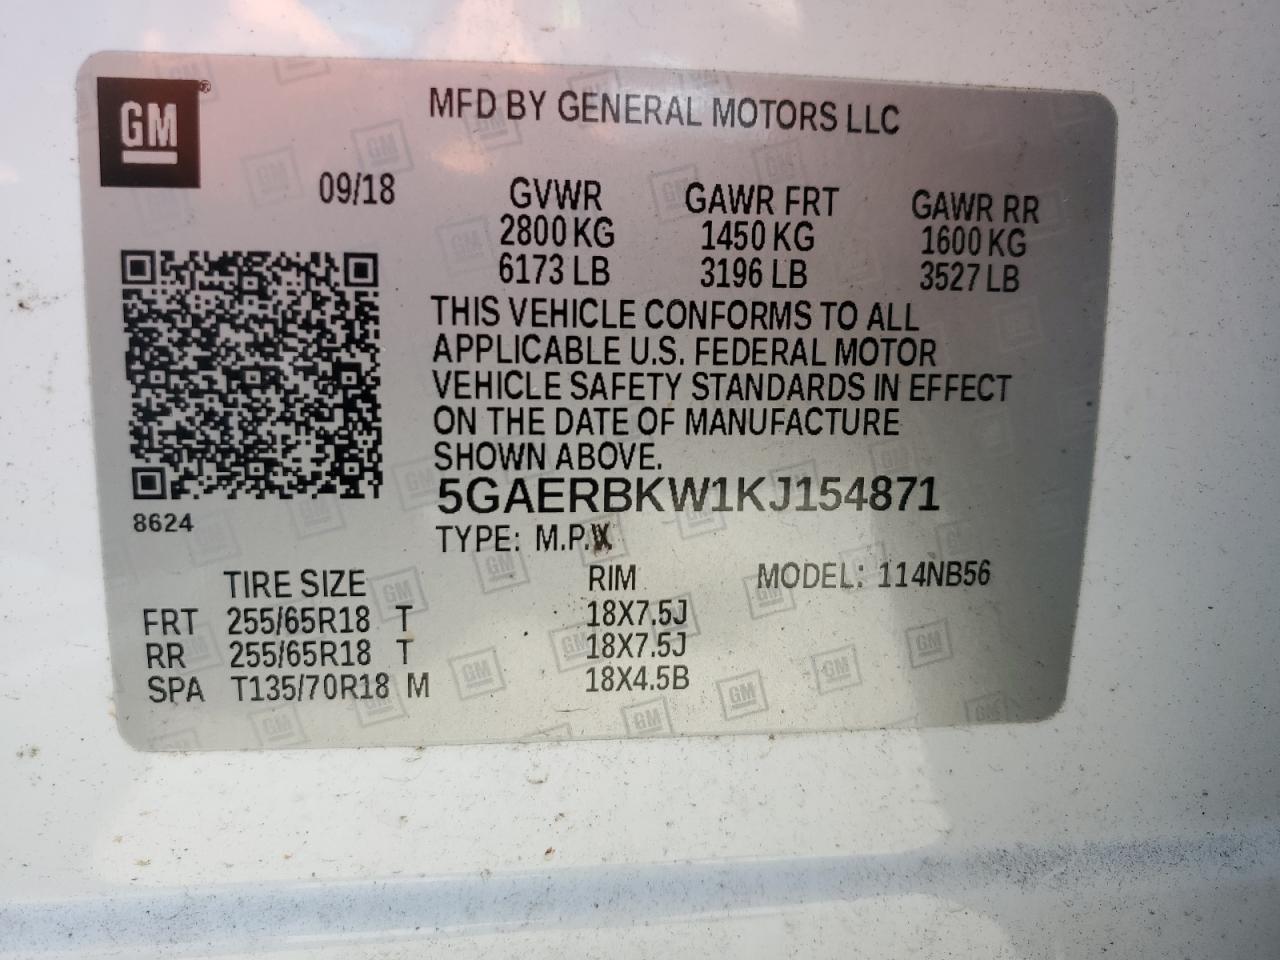 GM
MFD BY GENERAL MOTORS LLC
09/18 GVWR GAWR FRT GAWR RR
2800 KG 1450 KG 1600 KG
6173 LB 3196 LB 3527 LB
THIS VEHICLE CONFORMS TO ALL
APPLICABLE U.S. FEDERAL MOTOR
VEHICLE SAFETY STANDARDS IN EFFECT
ON THE DATE OF MANUFACTURE
SHOWN ABOVE.
5GAERBKW1KJ154871
8624
TYPE: M.P.
TIRE SIZE RIM MODEL: 114NB56
FRT 255/65R18 T 18X7.5J
RR 255/65R18 T 18X7.5J
SPA T135/70R18 M 18X4.5B